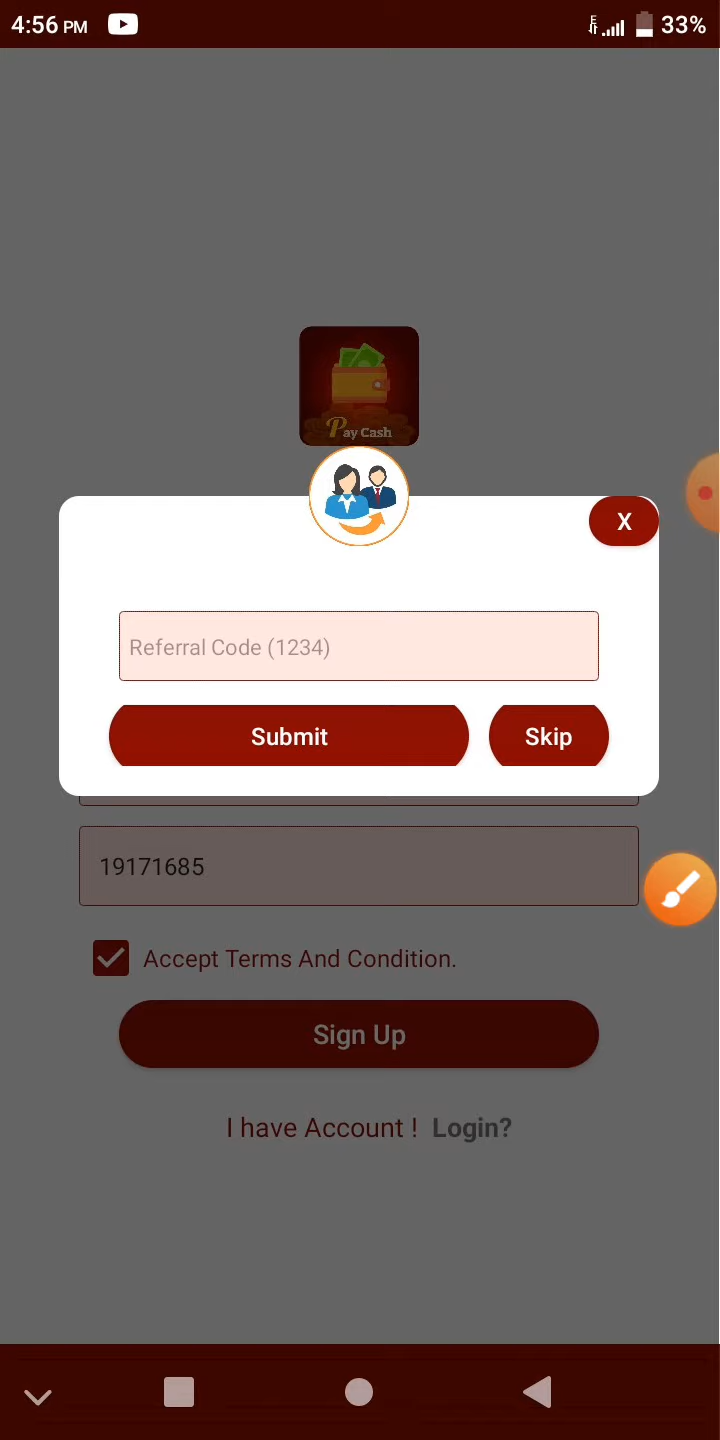 4:56 PM
E
33%
Pay Cash
X
Referral Code (1234)
Submit
Skip
19171685
Accept Terms And Condition.
Sign Up
I have Account ! Login?